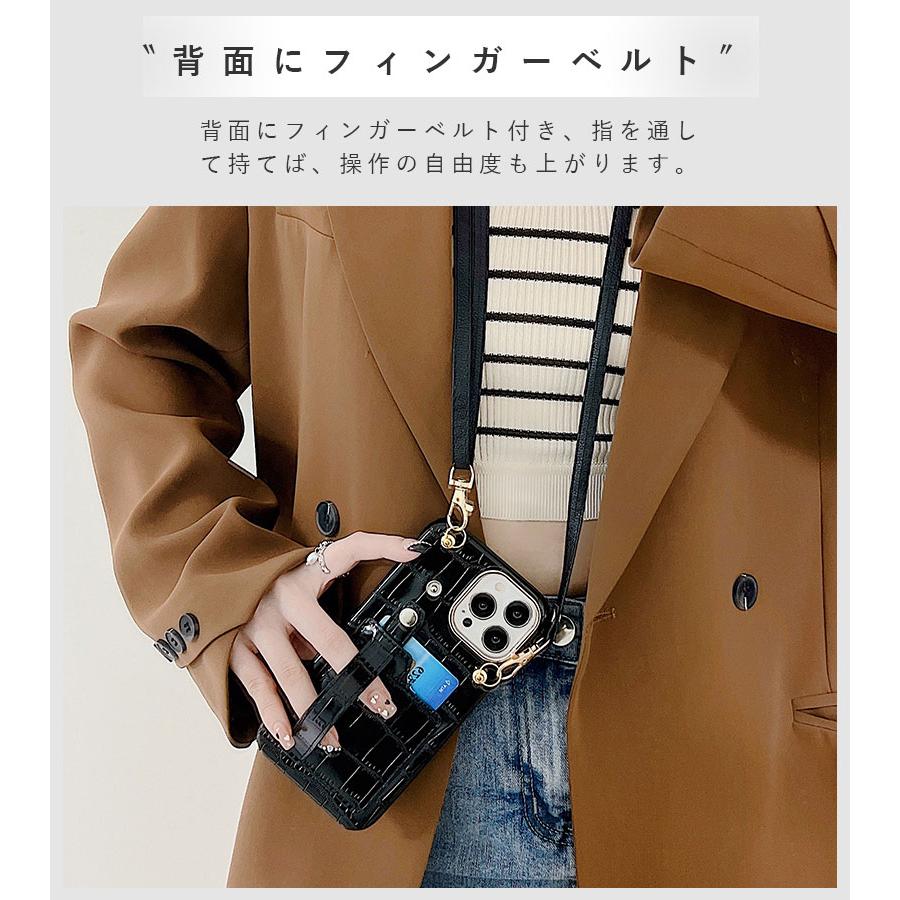 〝背面にフィンガーベルト〞
背面にフィンガーベルト付き、指を通し
て持てば、操作の自由度も上がります。